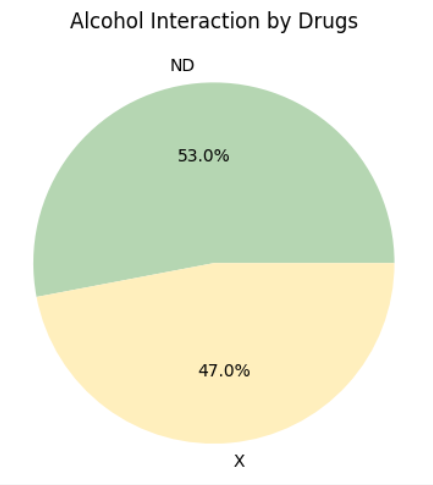 Alcohol Interaction by Drugs
ND
53.0%
47.0%
X